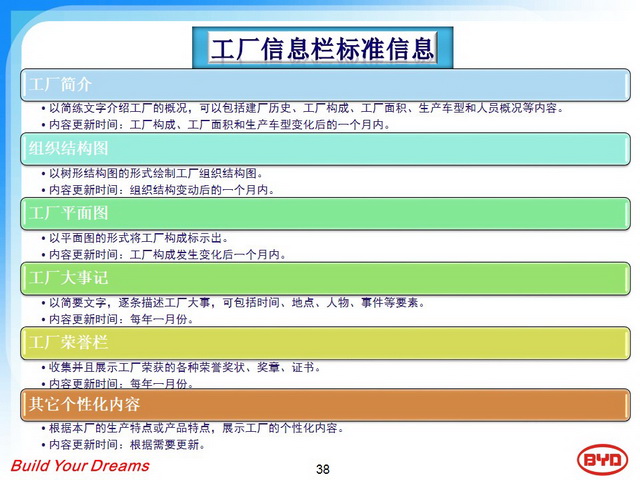 工厂信息栏标准信息
工厂简介
• 以简练文字介绍工厂的概况，可以包括建厂历史、工厂构成、工厂面积、生产车型和人员概况等内容。
• 内容更新时间：工厂构成、工厂面积和生产车型变化后的一个月内。
组织结构图
• 以树形结构图的形式绘制工厂组织结构图。
• 内容更新时间：组织结构变动后的一个月内。
工厂平面图
• 以平面图的形式将工厂构成标示出。
• 内容更新时间：工厂构成发生变化后一个月内。
工厂大事记
• 以简要文字，逐条描述工厂大事，可包括时间、地点、人物、事件等要素。
• 内容更新时间：每年一月份。
工厂荣誉栏
• 收集并且展示工厂荣获的各种荣誉奖状、奖章、证书。
• 内容更新时间：每年一月份。
其它个性化内容
• 根据本厂的生产特点或产品特点，展示工厂的个性化内容。
• 内容更新时间：根据需要更新。
Build Your Dreams
38
BYD